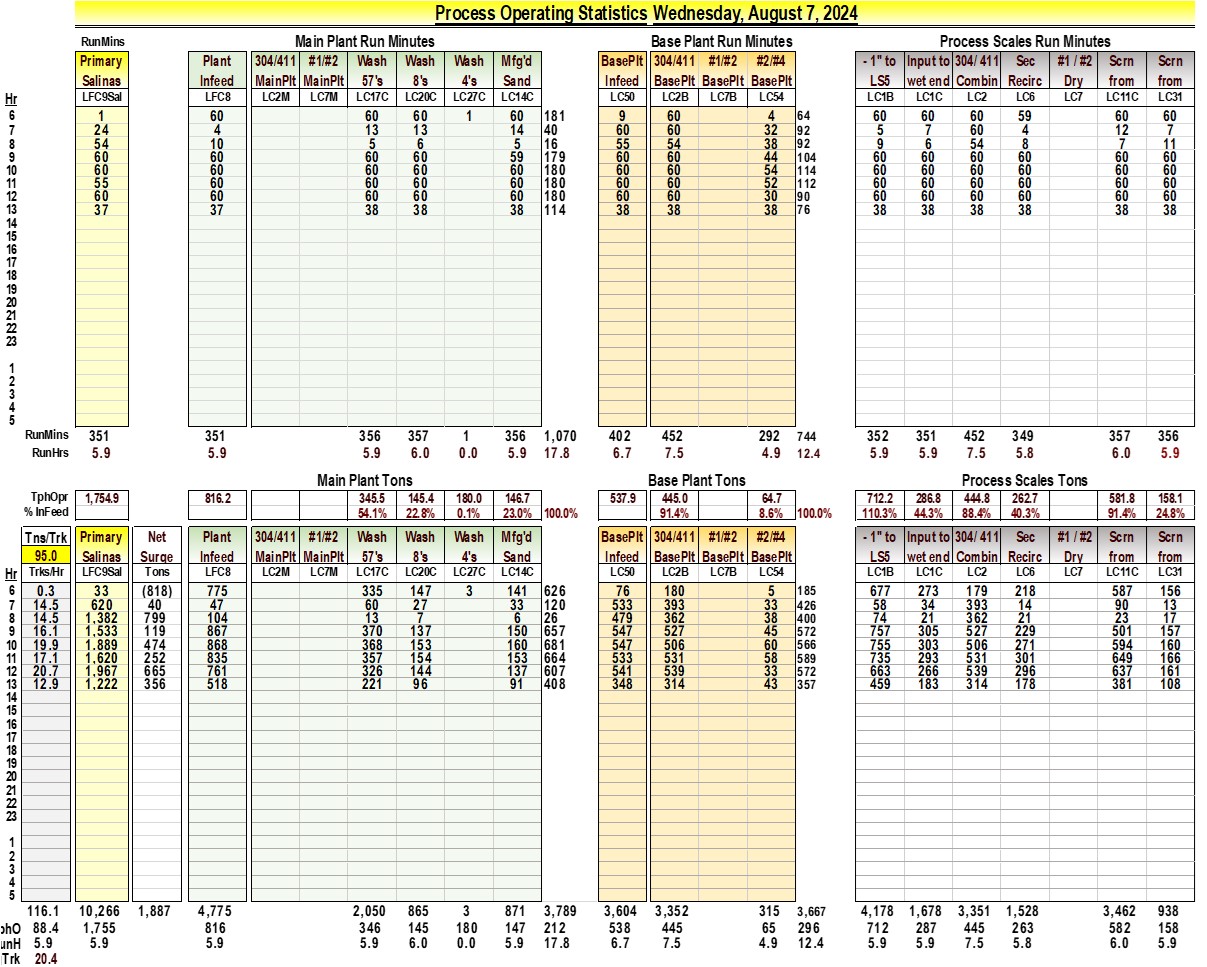 Process Operating Statistics Wednesday, August 7, 2024
RunMins Main Plant Run Minutes Base Plant Run Minutes Process Scales Run Minutes
Primary Plant 304/411 #1/#2 Wash Wash Wash Mfg'd BasePlt 304/411 #1/#2 #2/#4 - 1" to Input to 304/ 411 Sec #1 / #2 Scrn Scrn
Salinas Infeed MainPlt MainPlt 57's 8's 4's Sand Infeed BasePlt BasePlt BasePlt LS5 wet end Combin Recirc Dry from from
Hr LFC9Sal LFC8 LC2M LC7M LC17C LC20C LC27C LC14C LC50 LC2B LC7B LC54 LC1B LC1C LC2 LC6 LC7 LC11C LC31
6 1 60 60 60 1 60 181 9 60 4 64 60 60 60 59 60 60
7 24 4 13 13 14 40 60 60 32 92 5 7 60 4 12 7
8 54 10 5 6 5 16 55 54 38 92 9 6 54 8 7 11
9 60 60 60 60 59 179 60 60 44 104 60 60 60 60 60 60
10 60 60 60 60 60 180 60 60 54 114 60 60 60 60 60 60
11 55 60 60 60 60 180 60 60 52 112 60 60 60 60 60 60
12 60 60 60 60 60 180 60 60 30 90 60 60 60 60 60 60
13 37 37 38 38 38 114 38 38 38 76 38 38 38 38 38 38
14
15
16
17
18
19
20
21
22
23
1
2
3
4
5
RunMins 351 351 356 357 1 356 1,070 402 452 292 744 352 351 452 349 357 356
RunHrs 5.9 5.9 5.9 6.0 0.0 5.9 17.8 6.7 7.5 4.9 12.4 5.9 5.9 7.5 5.8 6.0 5.9
Main Plant Tons Base Plant Tons Process Scales Tons
TphOpr 1,754.9 816.2 345.5 145.4 180.0 146.7 537.9 445.0 64.7 712.2 286.8 444.8 262.7 581.8 158.1
% InFeed 54.1% 22.8% 0.1% 23.0% 100.0% 91.4% 8.6% 100.0% 110.3% 44.3% 88.4% 40.3% 91.4% 24.8%
Tns/Trk Primary Net Plant 304/411 #1/#2 Wash Wash Wash Mfg'd BasePlt 304/411 #1/#2 #2/#4 - 1" to Input to 304/ 411 Sec #1 / #2 Scrn Scrn
95.0 Salinas Surge Infeed MainPlt MainPlt 57's 8's 4's Sand Infeed BasePlt BasePlt BasePlt LS5 wet end Combin Recirc Dry from from
Hr Trks/Hr LFC9Sal Tons LFC8 LC2M LC7M LC17C LC20C LC27C LC14C LC50 LC2B LC7B LC54 LC1B LC1C LC2 LC6 LC7 LC11C LC31
6 0.3 33 (818) 775 335 147 3 141 626 76 180 5 185 677 273 179 218 587 156
7 14.5 620 40 47 60 27 33 120 533 393 33 426 58 34 393 14 90 13
8 14.5 1,382 799 104 13 7 6 26 479 362 38 400 74 21 362 21 23 17
9 16.1 1,533 119 867 370 137 150 657 547 527 45 572 757 305 527 229 501 157
10 19.9 1,889 474 868 368 153 160 681 547 506 60 566 755 303 506 271 594 160
11 17.1 1,620 252 835 357 154 153 664 533 531 58 589 735 293 531 301 649 166
12 20.7 1,967 665 761 326 144 137 607 541 539 33 572 663 266 539 296 637 161
13 12.9 1,222 356 518 221 96 91 408 348 314 43 357 459 183 314 178 381 108
14
15
16
17
18
19
20
21
22
23
1
2
3
4
5
116.1 10,266 1,887 4,775 2,050 865 3 871 3,789 3,604 3,352 315 3,667 4,178 1,678 3,351 1,528 3,462 938
phO 88.4 1,755 816 346 145 180 147 212 538 445 65 296 712 287 445 263 582 158
unH 5.9 5.9 5.9 5.9 6.0 0.0 5.9 17.8 6.7 7.5 4.9 12.4 5.9 5.9 7.5 5.8 6.0 5.9
Trk 20.4